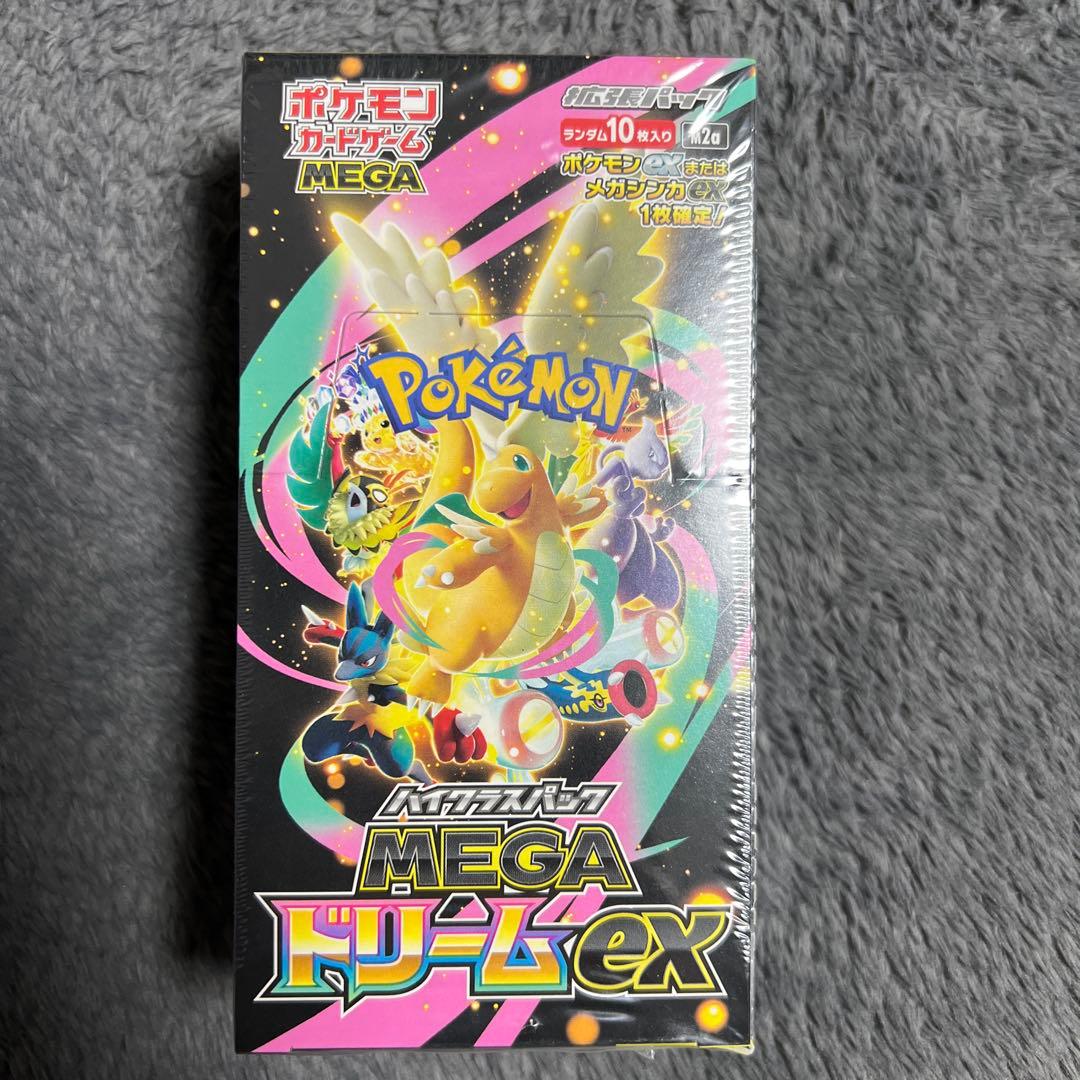 ポケモン
カードゲーム™
MEGA
拡張パック
ランダム10枚入り M2a
ポケモンexまたは
メガシンカex
1枚確定!
POKéMON™
ハイクラスパック
MEGA
ドリームex